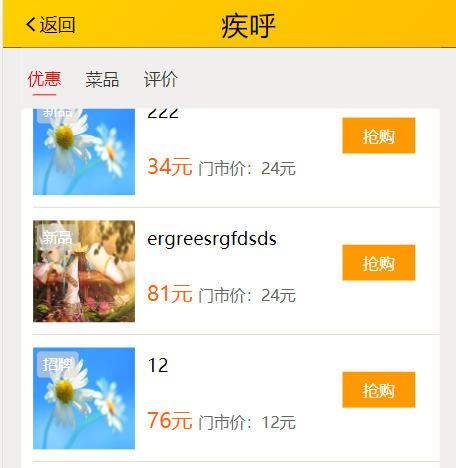 返回
疾呼
优惠 菜品 评价
新品
222
抢购
34元 门市价：24元
新品
ergreesrgfdsds
抢购
81元 门市价：24元
招牌
12
抢购
76元 门市价：12元